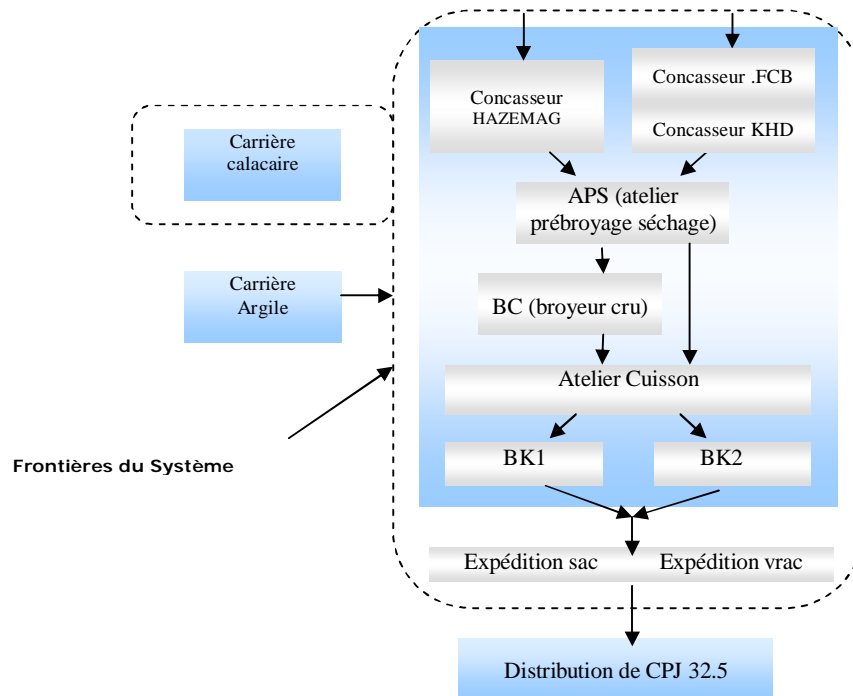 Concasseur
HAZEMAG
Concasseur .FCB
Concasseur KHD
Carrière
calacaire
APS (atelier
prébroyage séchage)
Carrière
Argile
BC (broyeur cru)
Atelier Cuisson
Frontières du Système
BK1
BK2
Expédition sac
Expédition vrac
Distribution de CPJ 32.5